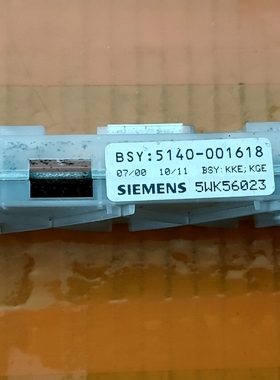 BSY:5140-001618
07/00 10/11 BSY: KKE; KGE
SIEMENS 5WK56023